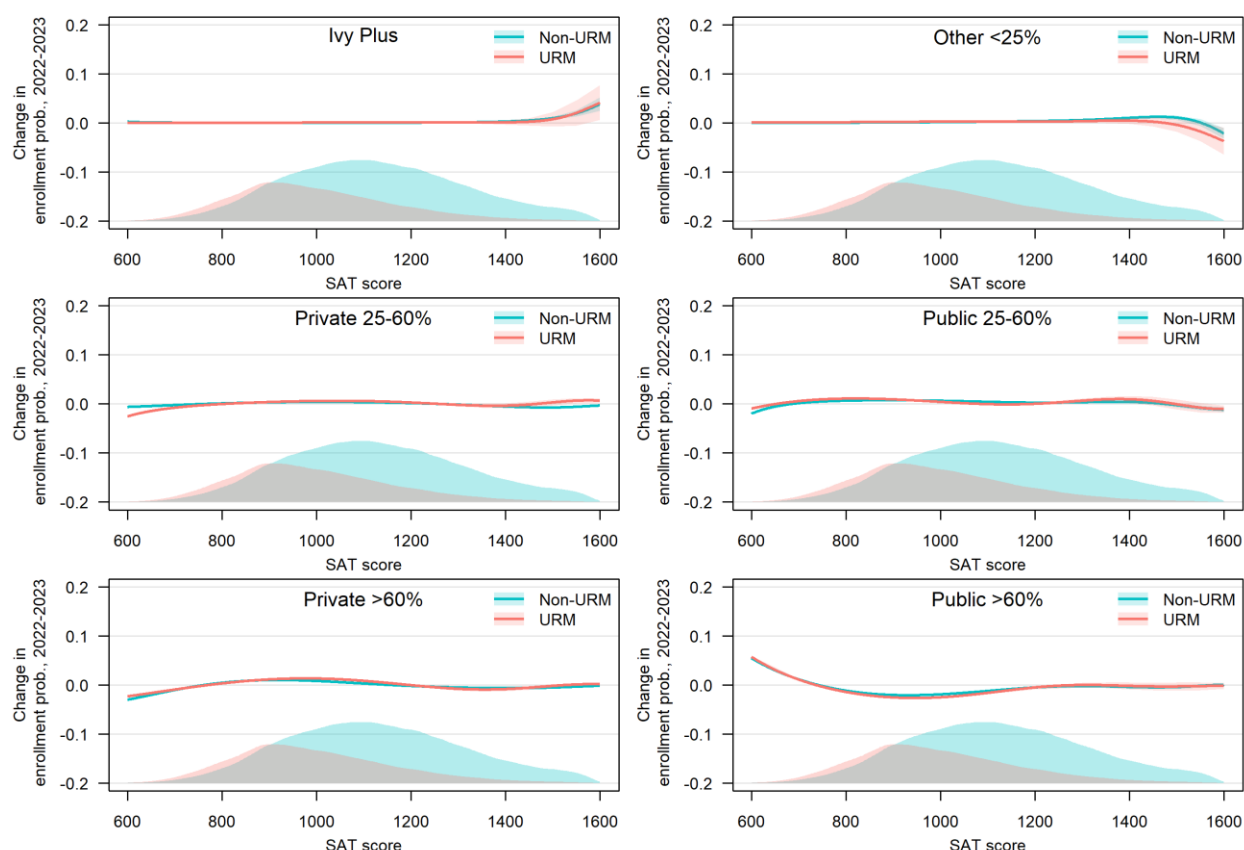 Ivy Plus
Non-URM
URM
Change in
enrollment prob., 2022-2023
0.2
0.1
0.0
-0.1
-0.2
600 800 1000 1200 1400 1600
SAT score
Other <25%
Non-URM
URM
Change in
enrollment prob., 2022-2023
0.2
0.1
0.0
-0.1
-0.2
600 800 1000 1200 1400 1600
SAT score
Private 25-60%
Non-URM
URM
Change in
enrollment prob., 2022-2023
0.2
0.1
0.0
-0.1
-0.2
600 800 1000 1200 1400 1600
SAT score
Public 25-60%
Non-URM
URM
Change in
enrollment prob., 2022-2023
0.2
0.1
0.0
-0.1
-0.2
600 800 1000 1200 1400 1600
SAT score
Private >60%
Non-URM
URM
Change in
enrollment prob., 2022-2023
0.2
0.1
0.0
-0.1
-0.2
600 800 1000 1200 1400 1600
SAT score
Public >60%
Non-URM
URM
Change in
enrollment prob., 2022-2023
0.2
0.1
0.0
-0.1
-0.2
600 800 1000 1200 1400 1600
SAT score